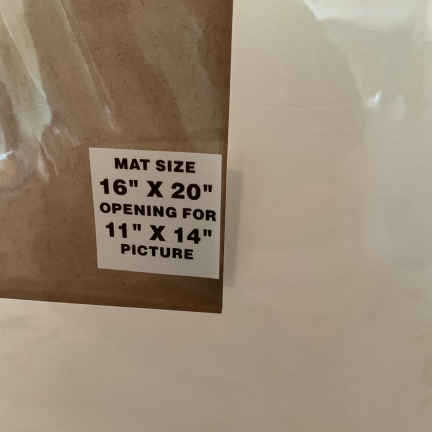 MAT SIZE
16" X 20"
OPENING FOR
11" X 14"
PICTURE